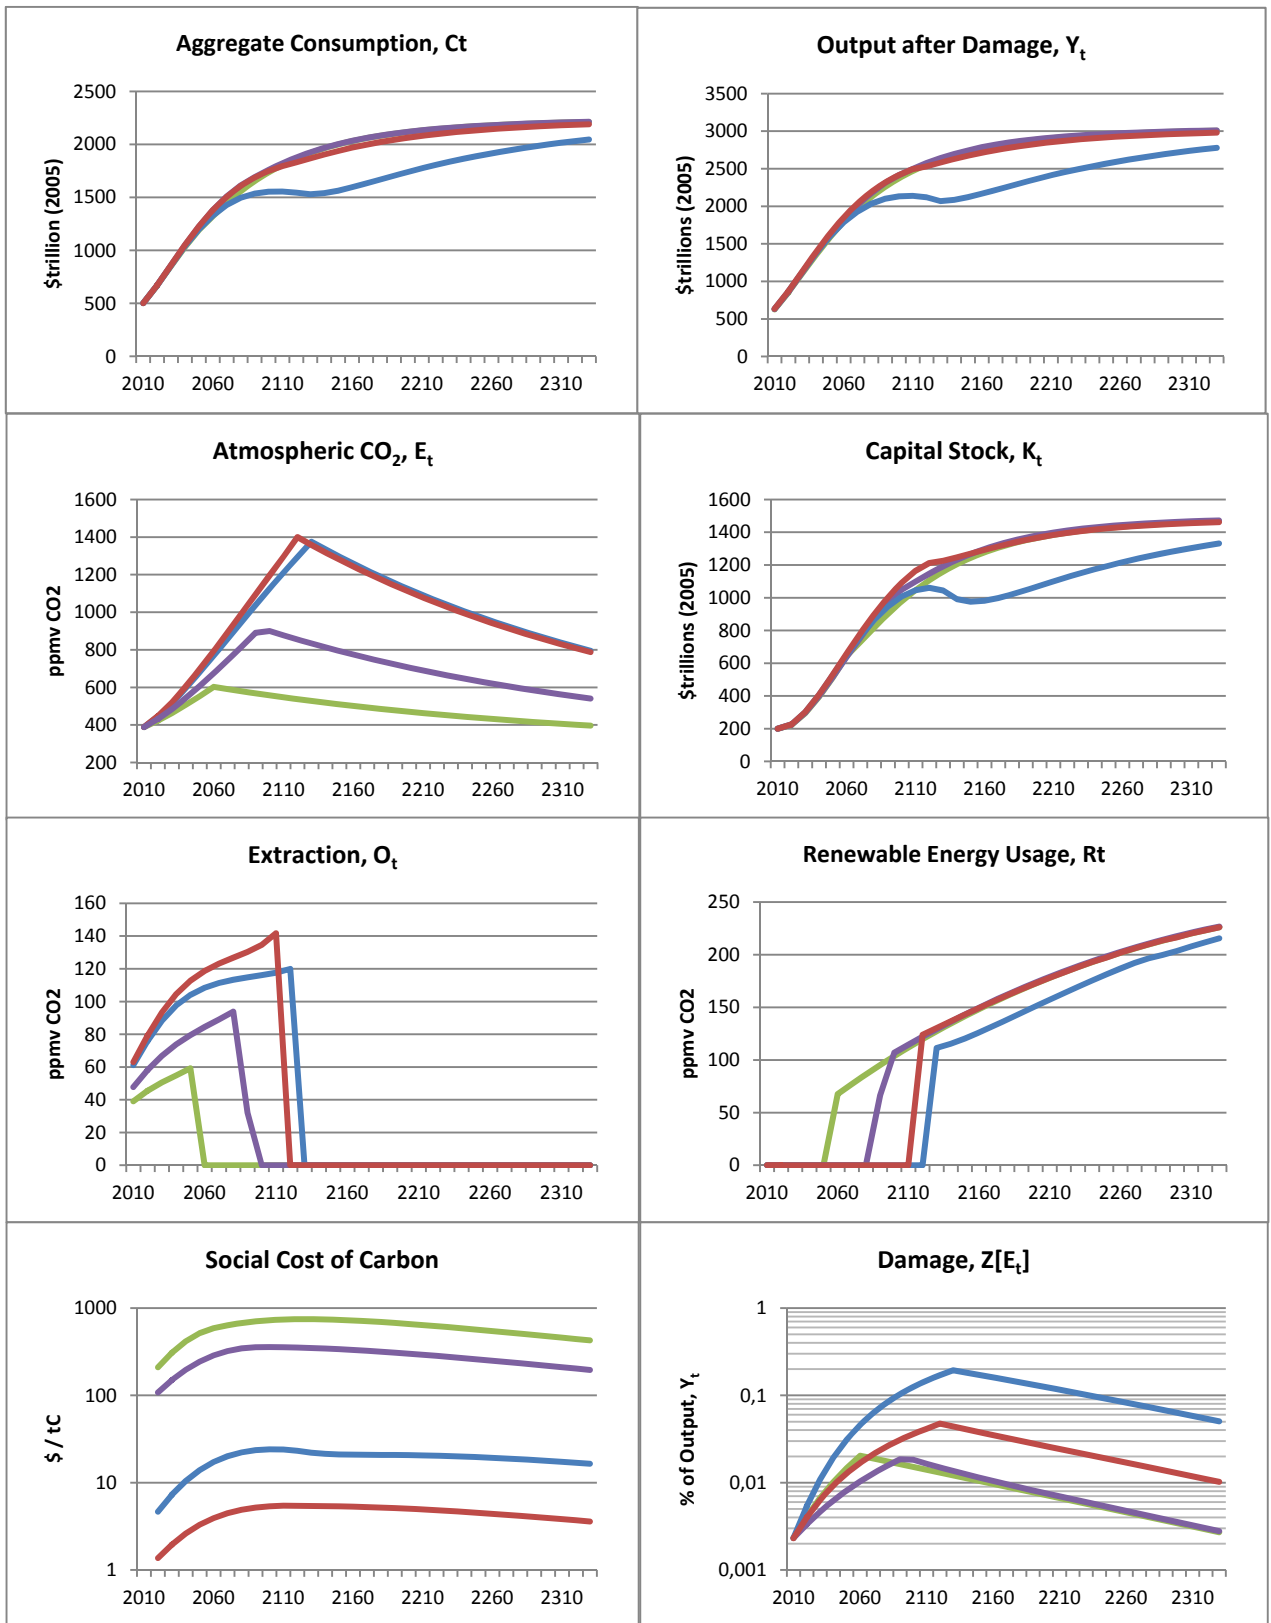 Aggregate Consumption, Ct
$trillion (2005)
2500
2000
1500
1000
500
0
2010 2060 2110 2160 2210 2260 2310
Output after Damage, Yt
$trillions (2005)
3500
3000
2500
2000
1500
1000
500
0
2010 2060 2110 2160 2210 2260 2310
Atmospheric CO2, Et
ppmv CO2
1600
1400
1200
1000
800
600
400
200
2010 2060 2110 2160 2210 2260 2310
Capital Stock, Kt
$trillions (2005)
1600
1400
1200
1000
800
600
400
200
0
2010 2060 2110 2160 2210 2260 2310
Extraction, Ot
ppmv CO2
160
140
120
100
80
60
40
20
0
2010 2060 2110 2160 2210 2260 2310
Renewable Energy Usage, Rt
ppmv CO2
250
200
150
100
50
0
2010 2060 2110 2160 2210 2260 2310
Social Cost of Carbon
$ / tC
1000
100
10
1
2010 2060 2110 2160 2210 2260 2310
Damage, Z[Et]
% of Output, Yt
1
0,1
0,01
0,001
2010 2060 2110 2160 2210 2260 2310